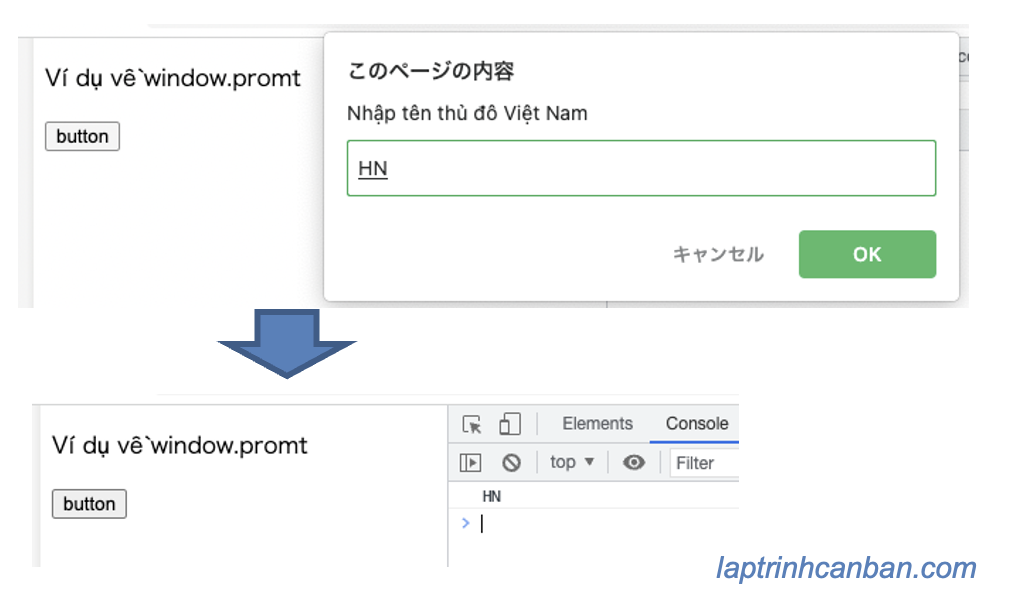 Ví dụ về window.promt
button
このページの内容
Nhập tên thủ đô Việt Nam
HN
キャンセル
OK
Ví dụ về window.promt
button
Elements
Console
top ▼
Filter
HN
>
laptrinhcanban.com